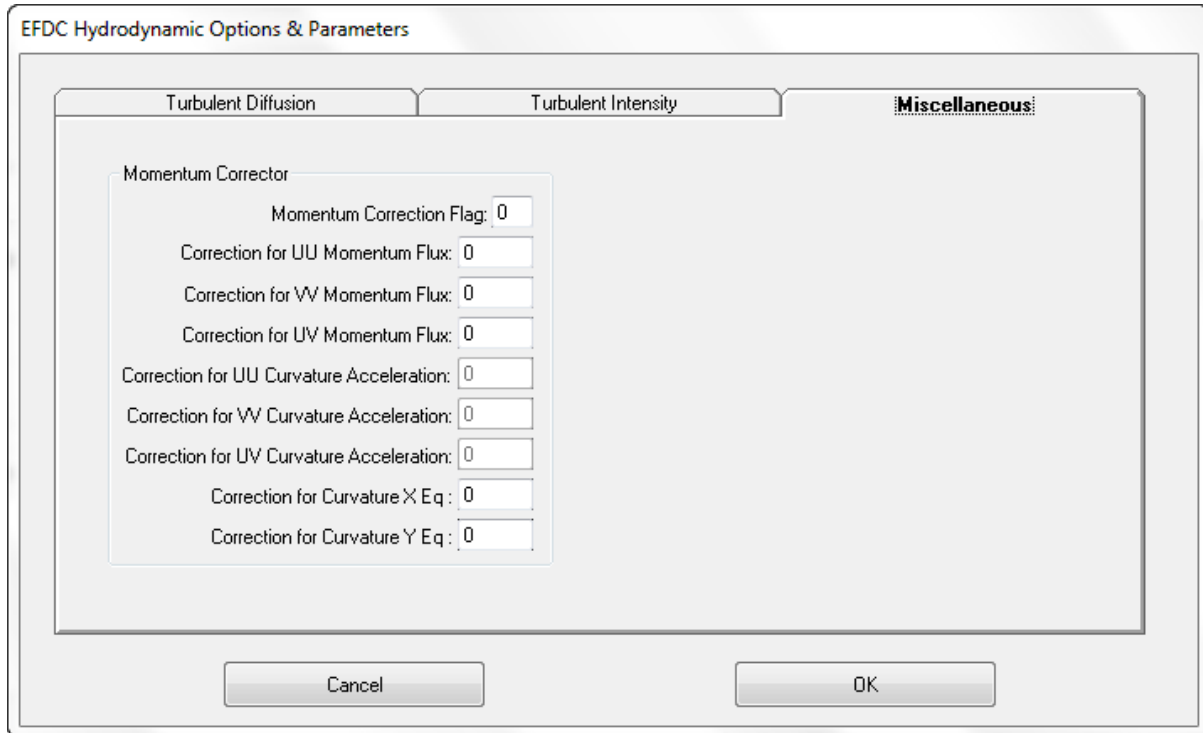 EFDC Hydrodynamic Options & Parameters
Turbulent Diffusion Turbulent Intensity Miscellaneous
Momentum Corrector
Momentum Correction Flag: 0
Correction for UU Momentum Flux: 0
Correction for VV Momentum Flux: 0
Correction for UV Momentum Flux: 0
Correction for UU Curvature Acceleration: 0
Correction for VV Curvature Acceleration: 0
Correction for UV Curvature Acceleration: 0
Correction for Curvature X Eq : 0
Correction for Curvature Y Eq : 0
Cancel OK